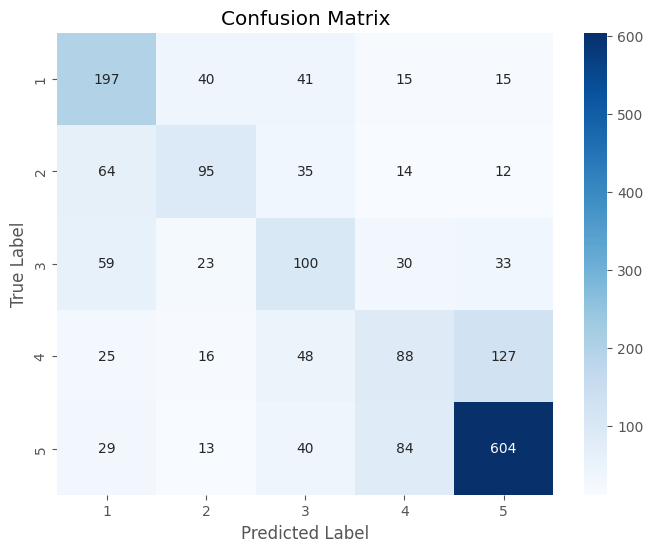 Confusion Matrix
1 197 40 41 15 15
2 64 95 35 14 12
3 59 23 100 30 33
4 25 16 48 88 127
5 29 13 40 84 604
1 2 3 4 5
True Label
Predicted Label
600
500
400
300
200
100